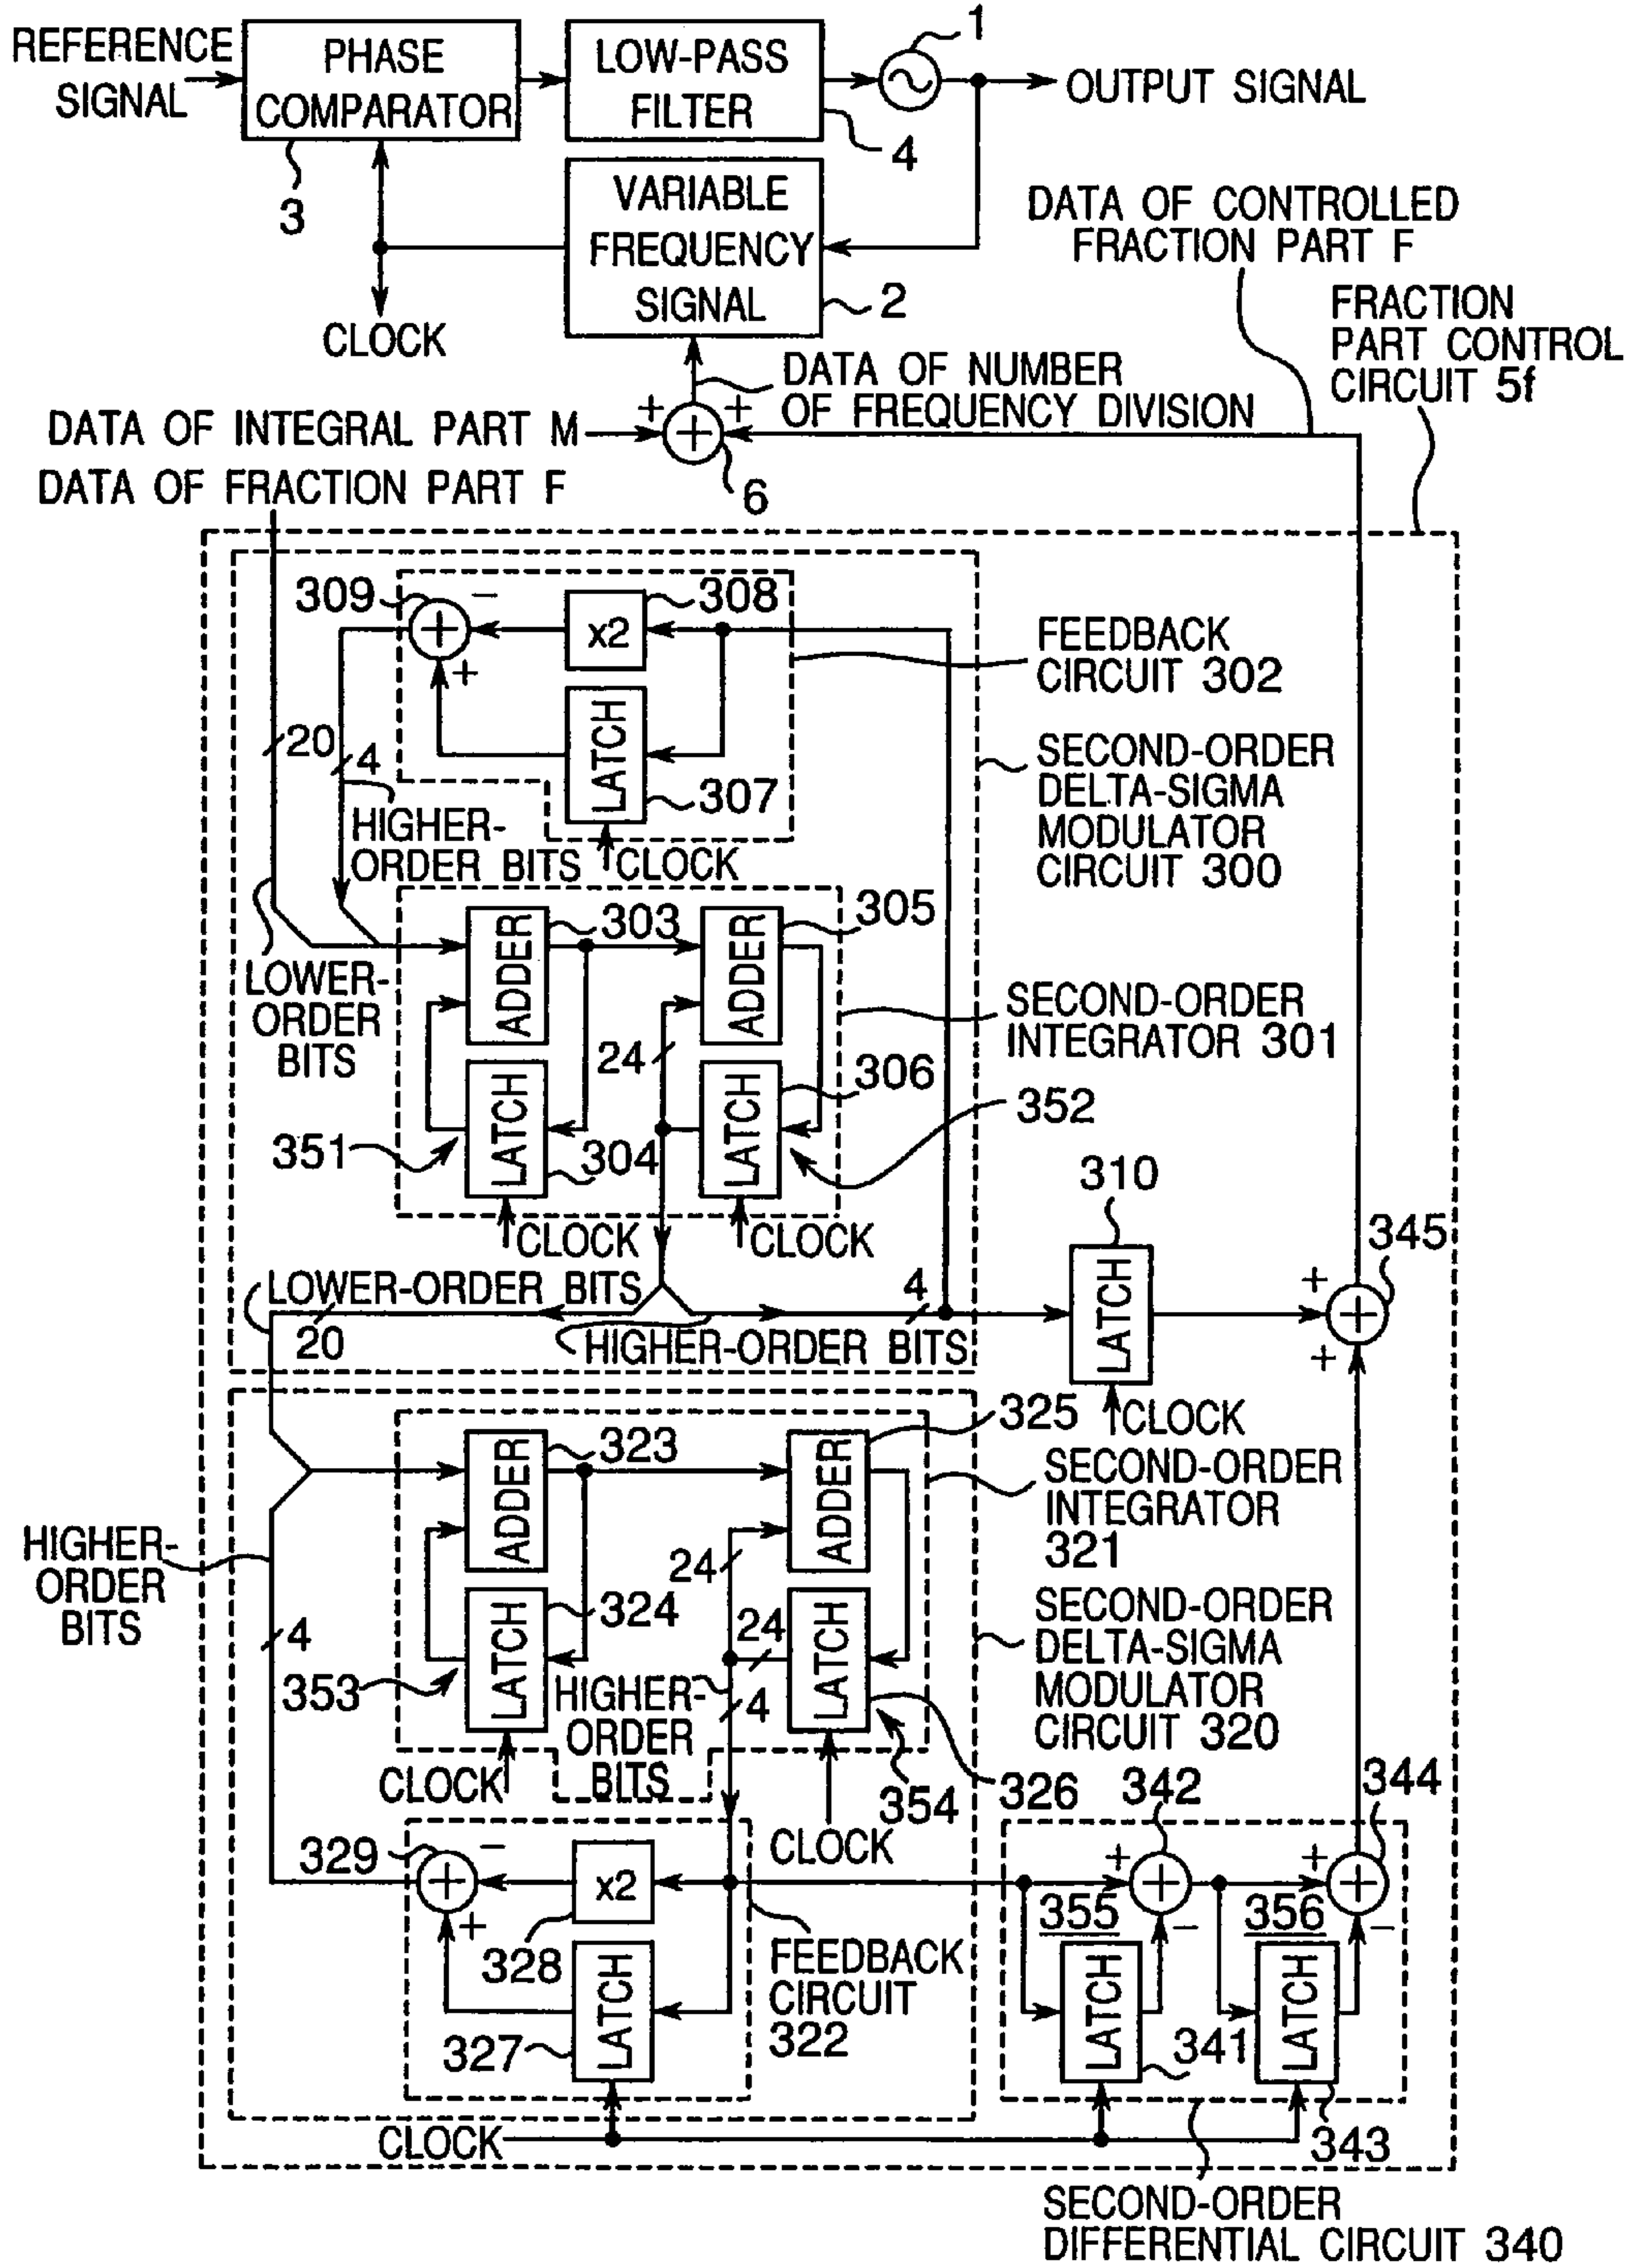 REFERENCE
SIGNAL
PHASE
COMPARATOR
3
LOW-PASS
FILTER
4
1
OUTPUT SIGNAL
VARIABLE
FREQUENCY
SIGNAL
2
CLOCK
DATA OF CONTROLLED
FRACTION PART F
FRACTION
PART CONTROL
CIRCUIT 5f
DATA OF NUMBER
OF FREQUENCY DIVISION
DATA OF INTEGRAL PART M
+
+
+
6
DATA OF FRACTION PART F
309
−
+
+
x2
308
FEEDBACK
CIRCUIT 302
LATCH
307
CLOCK
20
4
HIGHER-
ORDER BITS
SECOND-ORDER
DELTA-SIGMA
MODULATOR
CIRCUIT 300
LOWER-
ORDER
BITS
ADDER
303
ADDER
305
SECOND-ORDER
INTEGRATOR 301
24
LATCH
304
LATCH
306
351
352
CLOCK
CLOCK
310
LATCH
CLOCK
345
+
+
+
LOWER-ORDER BITS
20
4
HIGHER-ORDER BITS
ADDER
323
ADDER
325
SECOND-ORDER
INTEGRATOR
321
HIGHER-
ORDER
BITS
4
24
24
LATCH
324
LATCH
326
353
354
HIGHER-
ORDER
BITS
4
CLOCK
CLOCK
SECOND-ORDER
DELTA-SIGMA
MODULATOR
CIRCUIT 320
329
−
+
+
x2
328
LATCH
327
FEEDBACK
CIRCUIT
322
342
+
+
−
344
+
+
−
355
356
LATCH
341
LATCH
343
CLOCK
SECOND-ORDER
DIFFERENTIAL CIRCUIT 340